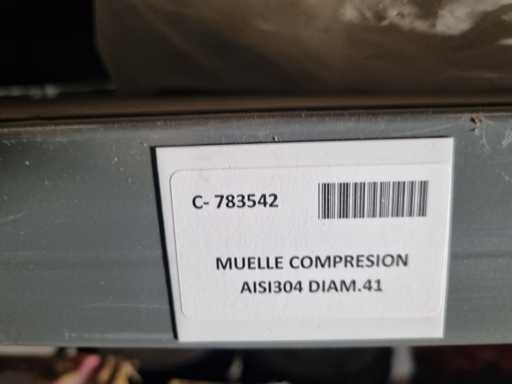 C- 783542
MUELLE COMPRESION
AISI304 DIAM.41